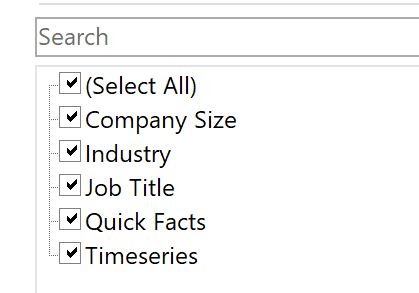 Search
(Select All)
Company Size
Industry
Job Title
Quick Facts
Timeseries